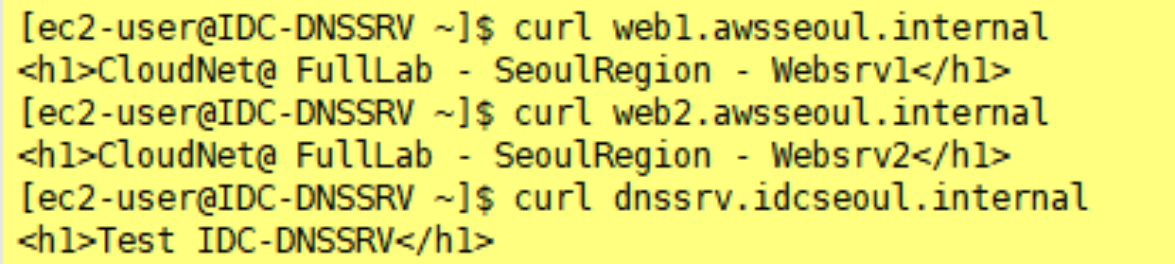 [ec2-user@IDC-DNSSRV ~]$ curl web1.awsseoul.internal
<h1>CloudNet@ FullLab - SeoulRegion - Websrv1</h1>
[ec2-user@IDC-DNSSRV ~]$ curl web2.awsseoul.internal
<h1>CloudNet@ FullLab - SeoulRegion - Websrv2</h1>
[ec2-user@IDC-DNSSRV ~]$ curl dnssrv.idcseoul.internal
<h1>Test IDC-DNSSRV</h1>